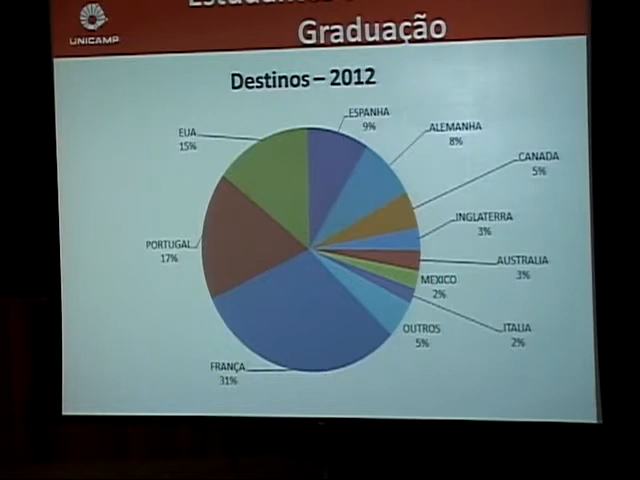 UNICAMP
Graduação
Destinos – 2012
ESPANHA
9%
ALEMANHA
8%
CANADA
5%
INGLATERRA
3%
AUSTRALIA
3%
MEXICO
2%
ITALIA
2%
OUTROS
5%
FRANÇA
31%
PORTUGAL
17%
EUA
15%